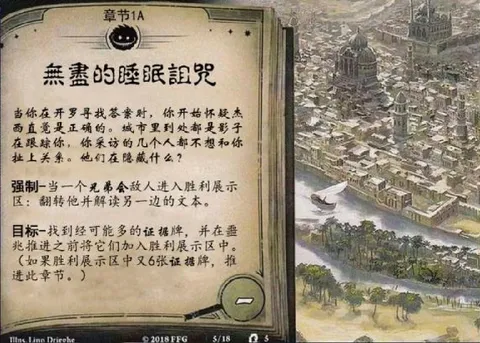 章节1A
無盡的睡眠詛咒
当你在开罗寻找答案时，你开始怀疑杰
西直觉是正确的。城市里到处都是影子
在跟踪你，你采访的几个人都不想和你
扯上关系。他们在隐藏什么？
强制–当一个兄弟会敌人进入胜利展示
区：翻转他并解读另一边的文本。
目标–找到经可能多的证据牌，并在密
兆推进之前将它们加入胜利展示区中。
（如果胜利展示区中又6张证据牌，推
进此章节。）
–
Illus. Lino Drieghe
© 2018 FFG
5/18
5